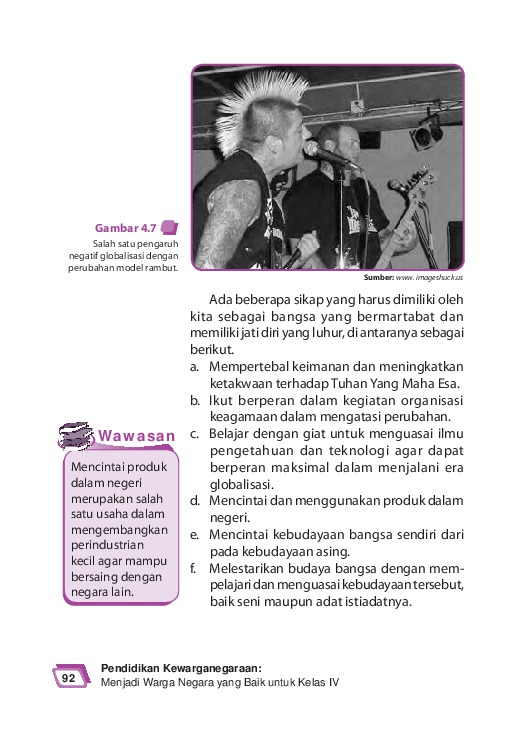 Gambar 4.7
Salah satu pengaruh
negatif globalisasi dengan
perubahan model rambut.
Sumber: www. imageshuck.us
Ada beberapa sikap yang harus dimiliki oleh
kita sebagai bangsa yang bermartabat dan
memiliki jati diri yang luhur, di antaranya sebagai
berikut.
a. Mempertebal keimanan dan meningkatkan
ketakwaan terhadap Tuhan Yang Maha Esa.
b. Ikut berperan dalam kegiatan organisasi
keagamaan dalam mengatasi perubahan.
c. Belajar dengan giat untuk menguasai ilmu
pengetahuan dan teknologi agar dapat
berperan maksimal dalam menjalani era
globalisasi.
d. Mencintai dan menggunakan produk dalam
negeri.
e. Mencintai kebudayaan bangsa sendiri dari
pada kebudayaan asing.
f. Melestarikan budaya bangsa dengan mem-
pelajari dan menguasai kebudayaan tersebut,
baik seni maupun adat istiadatnya.
Wawasan
Mencintai produk
dalam negeri
merupakan salah
satu usaha dalam
mengembangkan
perindustrian
kecil agar mampu
bersaing dengan
negara lain.
92
Pendidikan Kewarganegaraan:
Menjadi Warga Negara yang Baik untuk Kelas IV